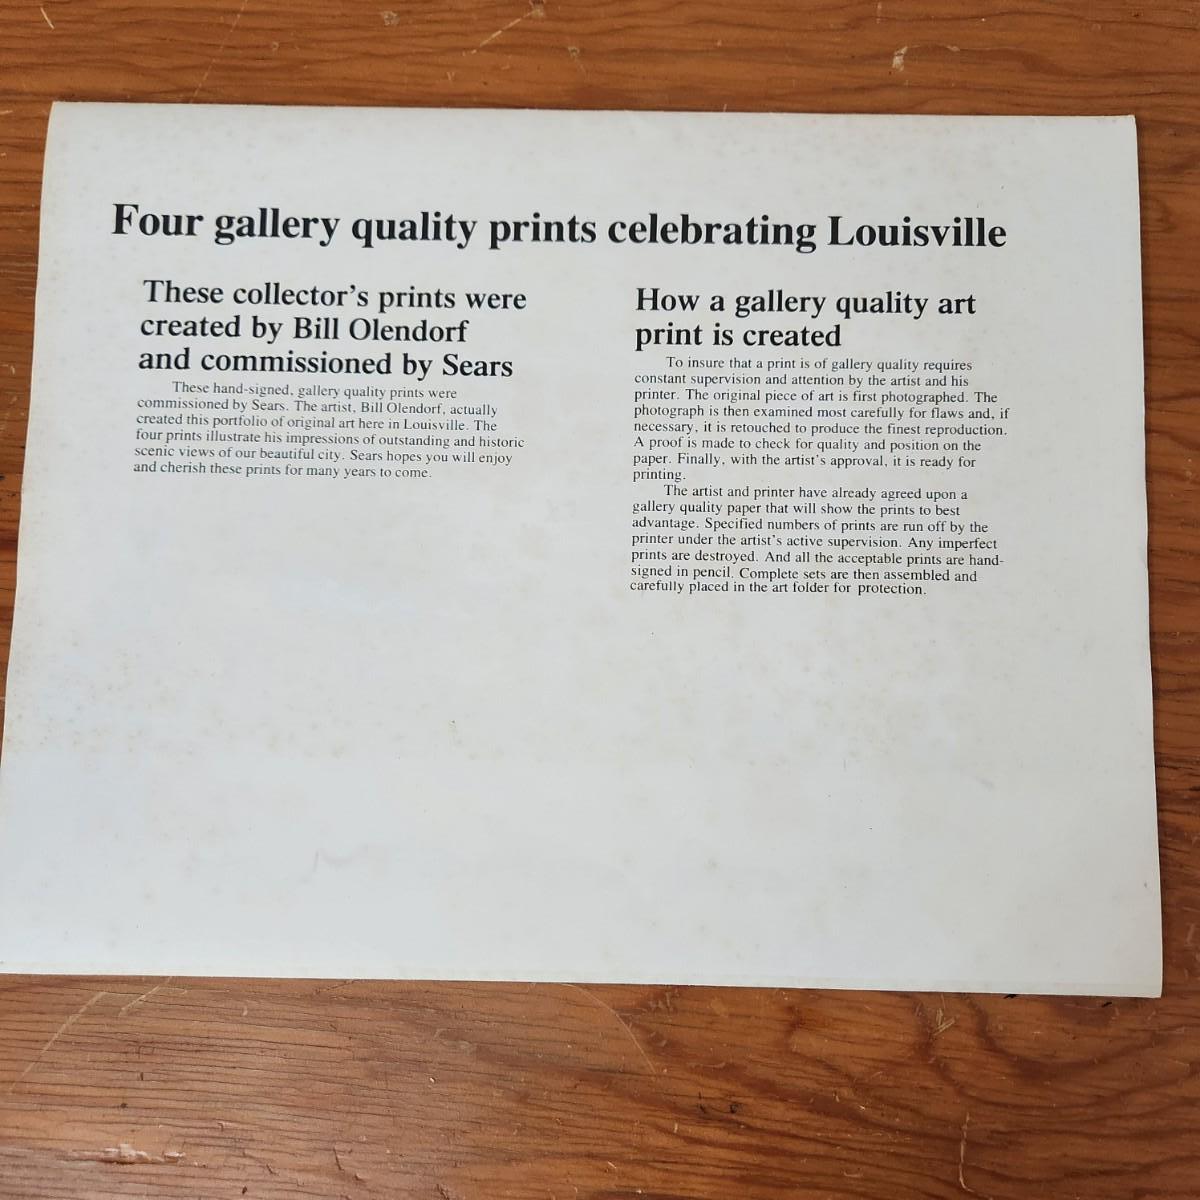 Four gallery quality prints celebrating Louisville
These collector's prints were
created by Bill Olendorf
and commissioned by Sears
These hand-signed, gallery quality prints were
commissioned by Sears. The artist, Bill Olendorf, actually
created this portfolio of original art here in Louisville. The
four prints illustrate his impressions of outstanding and historic
scenic views of our beautiful city. Sears hopes you will enjoy
and cherish these prints for many years to come.
How a gallery quality art
print is created
To insure that a print is of gallery quality requires
constant supervision and attention by the artist and his
printer. The original piece of art is first photographed. The
photograph is then examined most carefully for flaws and, if
necessary, it is retouched to produce the finest reproduction.
A proof is made to check for quality and position on the
paper. Finally, with the artist's approval, it is ready for
printing.
The artist and printer have already agreed upon a
gallery quality paper that will show the prints to best
advantage. Specified numbers of prints are run off by the
printer under the artist's active supervision. Any imperfect
prints are destroyed. And all the acceptable prints are hand-
signed in pencil. Complete sets are then assembled and
carefully placed in the art folder for protection.